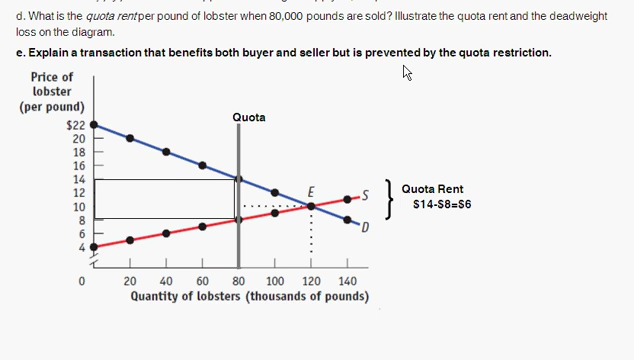 d. What is the quota rent per pound of lobster when 80,000 pounds are sold? Illustrate the quota rent and the deadweight
loss on the diagram.
e. Explain a transaction that benefits both buyer and seller but is prevented by the quota restriction.
Price of
lobster
(per pound)
Quota
$22
20
18
16
14
12
10
8
6
4
E
S
D
Quota Rent
$14-$8=$6
0 20 40 60 80 100 120 140
Quantity of lobsters (thousands of pounds)